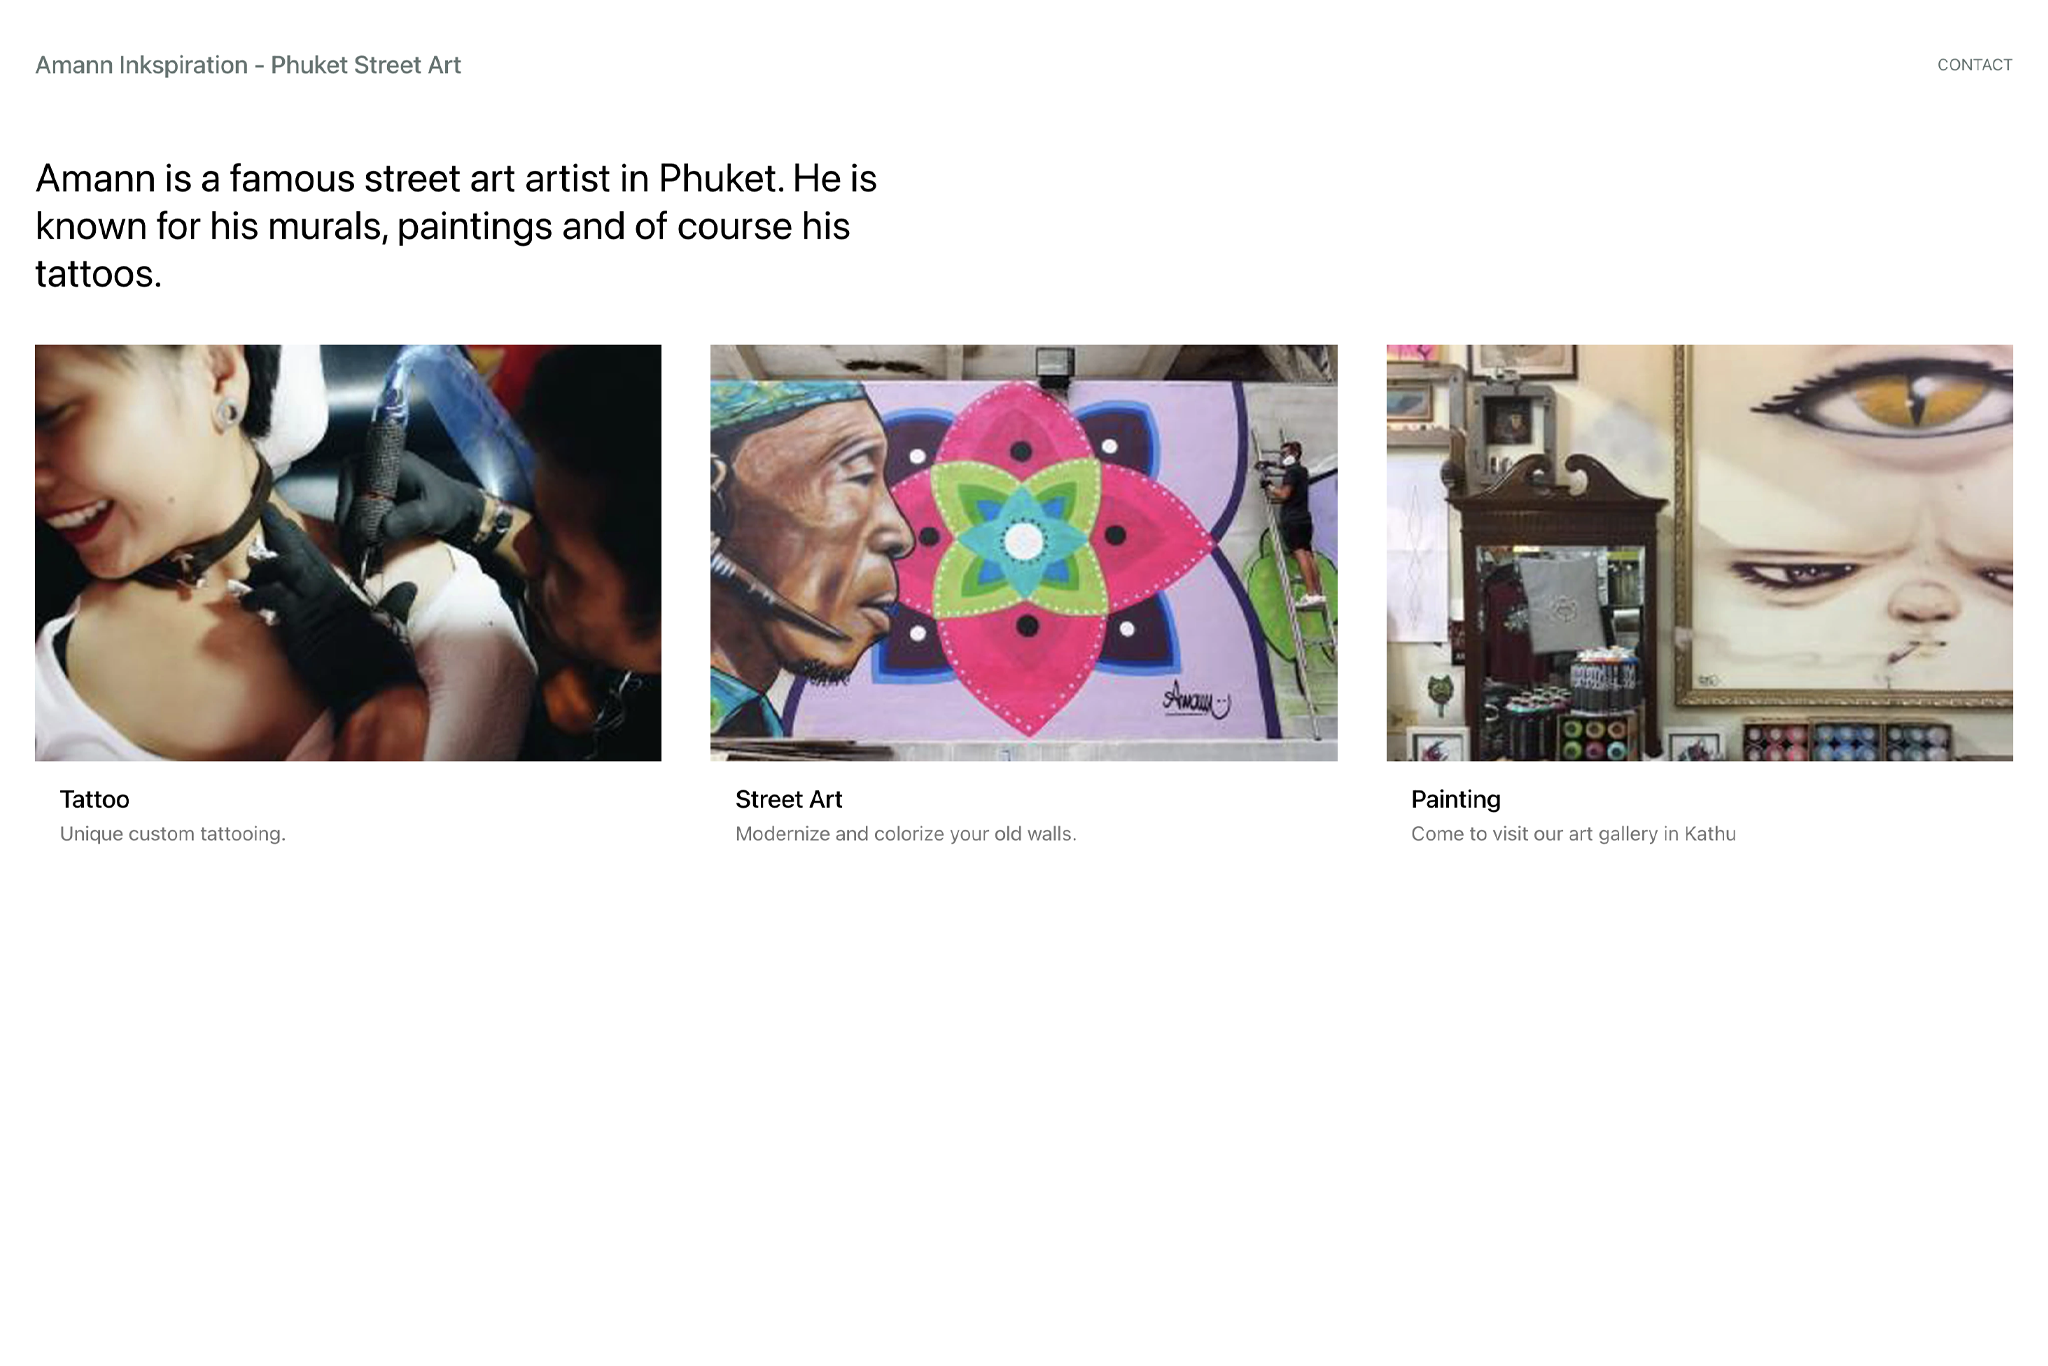 Amann Inkspiration - Phuket Street Art
CONTACT
Amann is a famous street art artist in Phuket. He is
known for his murals, paintings and of course his
tattoos.
Amann
Tattoo
Unique custom tattooing.
Street Art
Modernize and colorize your old walls.
Painting
Come to visit our art gallery in Kathu